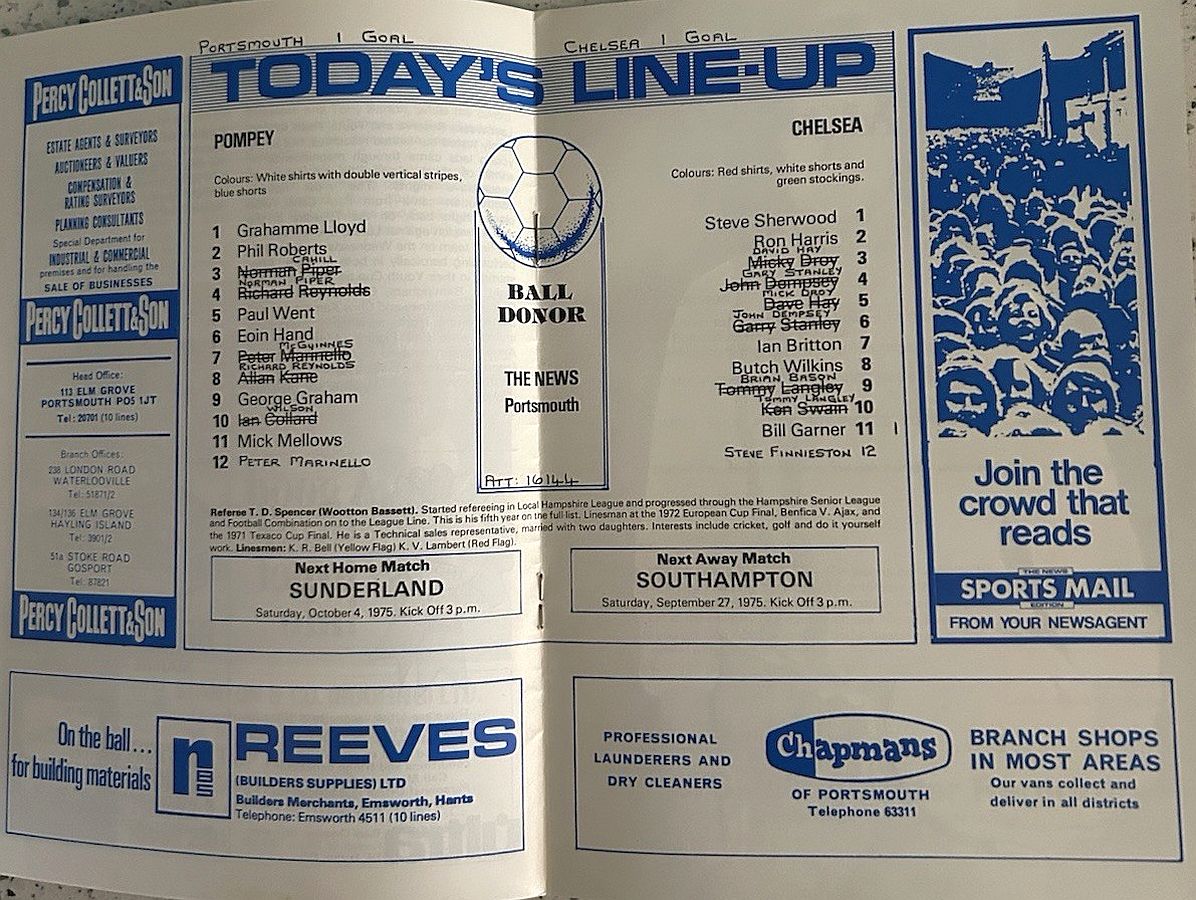 PORTSMOUTH 1 GOAL
CHELSEA 1 GOAL
TODAY'S LINE-UP
PERCY COLLETT & SON
ESTATE AGENTS & SURVEYORS
AUCTIONEERS & VALUERS
COMPENSATION &
RATING SURVEYORS
PLANNING CONSULTANTS
Special Department for
INDUSTRIAL & COMMERCIAL
premises and for handling the
SALE OF BUSINESSES
PERCY COLLETT & SON
Head Office:
113 ELM GROVE
PORTSMOUTH PO5 1JT
Tel: 20701 (10 lines)
Branch Offices:
238 LONDON ROAD
WATERLOOVILLE
Tel: 51871/2
134/136 ELM GROVE
HAYLING ISLAND
Tel: 3901/2
51a STOKE ROAD
GOSPORT
Tel: 87821
PERCY COLLETT & SON
POMPEY
Colours: White shirts with double vertical stripes,
blue shorts
1 Grahamme Lloyd
2 Phil Roberts
CAHILL
3 Norman Piper
NORMAN PIPER
4 Richard Reynolds
5 Paul Went
6 Eoin Hand
McGUINNES
7 Peter Marinello
RICHARD REYNOLDS
8 Allan Kane
9 George Graham
WILSON
10 Ian Collard
11 Mick Mellows
12 PETER MARINELLO
BALL
DONOR
THE NEWS
Portsmouth
ATT: 16144
CHELSEA
Colours: Red shirts, white shorts and
green stockings.
Steve Sherwood 1
Ron Harris 2
DAVID HAY
Micky Droy 3
GARY STANLEY
John Dempsey 4
MICK DROY
Dave Hay 5
JOHN DEMPSEY
Garry Stanley 6
Ian Britton 7
Butch Wilkins 8
BRIAN BASON
Tommy Langley 9
TOMMY LANGLEY
Ken Swain 10
Bill Garner 11 1
STEVE FINNIESTON 12
Referee T. D. Spencer (Wootton Bassett). Started refereeing in Local Hampshire League and progressed through the Hampshire Senior League
and Football Combination on to the League Line. This is his fifth year on the full list. Linesman at the 1972 European Cup Final, Benfica V. Ajax, and
the 1971 Texaco Cup Final. He is a Technical sales representative, married with two daughters. Interests include cricket, golf and do it yourself
work. Linesmen: K. R. Bell (Yellow Flag) K. V. Lambert (Red Flag).
Next Home Match
SUNDERLAND
Saturday, October 4, 1975. Kick Off 3 p.m.
Next Away Match
SOUTHAMPTON
Saturday, September 27, 1975. Kick Off 3 p.m.
Join the
crowd that
reads
THE NEWS
SPORTS MAIL
EDITION
FROM YOUR NEWSAGENT
On the ball...
for building materials
n
REEVES
(BUILDERS SUPPLIES) LTD
Builders Merchants, Emsworth, Hants
Telephone: Emsworth 4511 (10 lines)
PROFESSIONAL
LAUNDERERS AND
DRY CLEANERS
Chapmans
OF PORTSMOUTH
Telephone 63311
BRANCH SHOPS
IN MOST AREAS
Our vans collect and
deliver in all districts